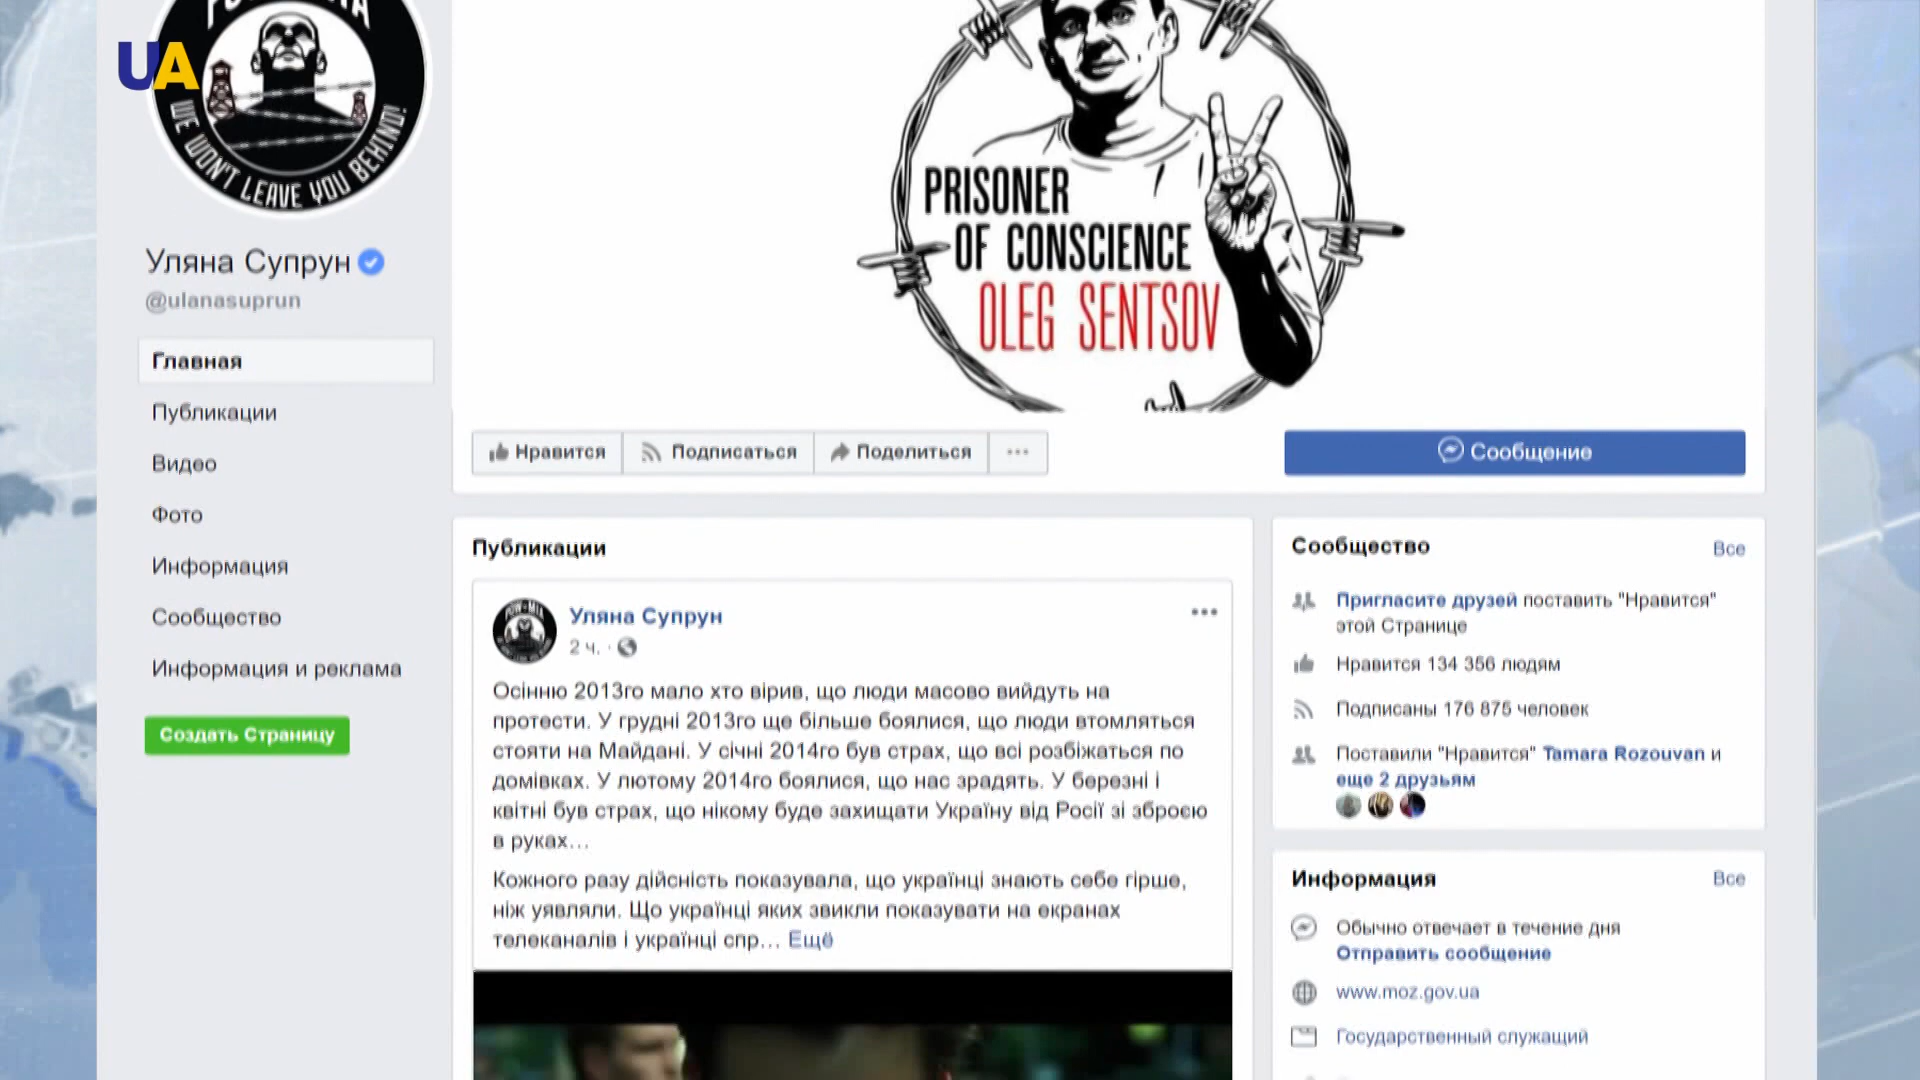 UA
WE WON'T LEAVE YOU BEHIND!
Уляна Супрун
@ulanasuprun
Главная
Публикации
Видео
Фото
Информация
Сообщество
Информация и реклама
Создать Страницу
PRISONER
OF CONSCIENCE
OLEG SENTSOV
Нравится
Подписаться
Поделиться
...
Сообщение
Публикации
Уляна Супрун
2 ч. ·
Осінню 2013го мало хто вірив, що люди масово вийдуть на
протести. У грудні 2013го ще більше боялися, що люди втомляться
стояти на Майдані. У січні 2014го був страх, що всі розбіжаться по
домівках. У лютому 2014го боялися, що нас зрадять. У березні і
квітні був страх, що нікому буде захищати Україну від Росії зі зброєю
в руках...
Кожного разу дійсність показувала, що українці знають себе гірше,
ніж уявляли. Що українці яких звикли показувати на екранах
телеканалів і українці спр... Ещё
Сообщество
Все
Пригласите друзей поставить "Нравится"
этой Странице
Нравится 134 356 людям
Подписаны 176 875 человек
Поставили "Нравится" Tamara Rozouvan и
еще 2 друзьям
Информация
Все
Обычно отвечает в течение дня
Отправить сообщение
www.moz.gov.ua
Государственный служащий